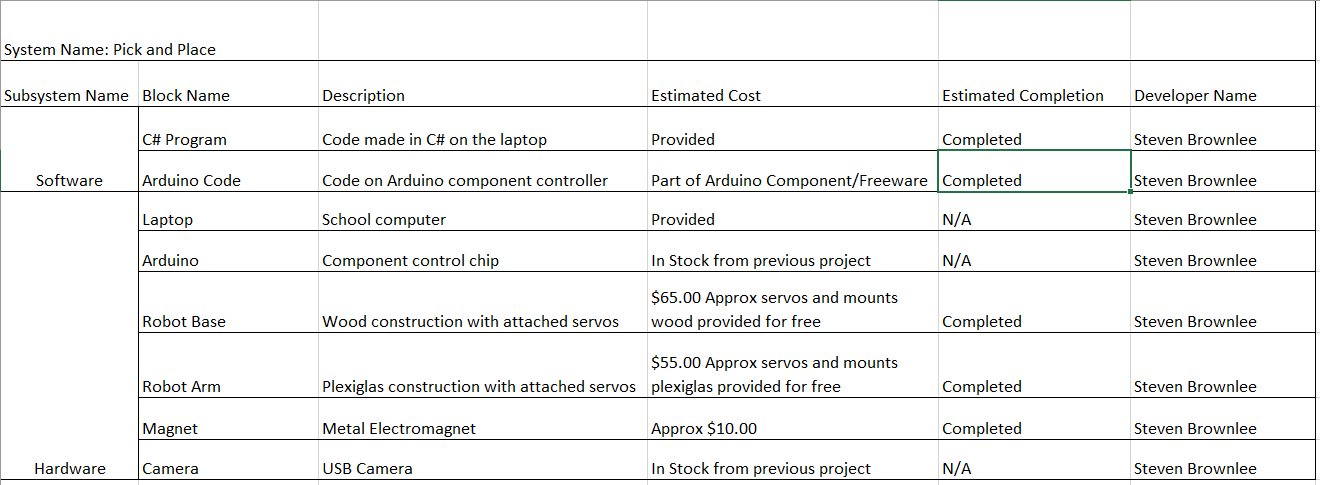 System Name: Pick and Place
Subsystem Name Block Name Description Estimated Cost Estimated Completion Developer Name
C# Program Code made in C# on the laptop Provided Completed Steven Brownlee
Software Arduino Code Code on Arduino component controller Part of Arduino Component/Freeware Completed Steven Brownlee
Laptop School computer Provided N/A Steven Brownlee
Arduino Component control chip In Stock from previous project N/A Steven Brownlee
$65.00 Approx servos and mounts
Robot Base Wood construction with attached servos wood provided for free Completed Steven Brownlee
$55.00 Approx servos and mounts
Robot Arm Plexiglas construction with attached servos plexiglas provided for free Completed Steven Brownlee
Magnet Metal Electromagnet Approx $10.00 Completed Steven Brownlee
Hardware Camera USB Camera In Stock from previous project N/A Steven Brownlee